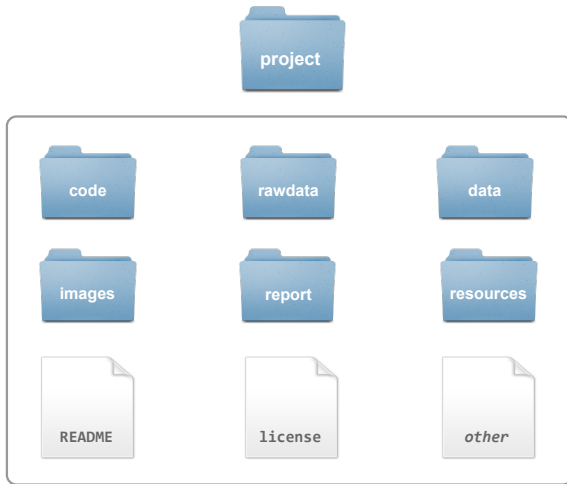 project
code
rawdata
data
images
report
resources
README
license
other